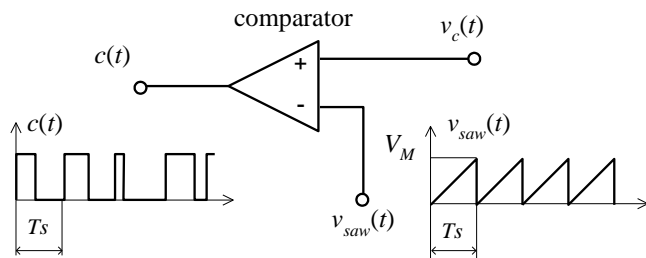 comparator
c(t)
v_c(t)
+
-
c(t)
V_M
v_saw(t)
Ts
v_saw(t)
Ts